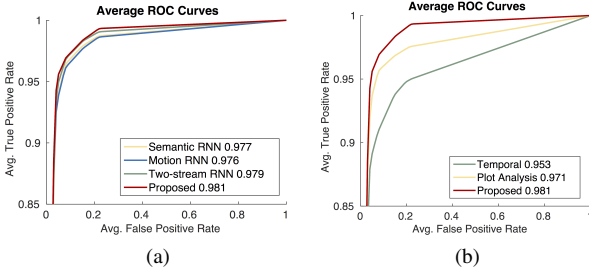 Average ROC Curves
1
0.95
0.9
0.85
Avg. True Positive Rate
Semantic RNN 0.977
Motion RNN 0.976
Two-stream RNN 0.979
Proposed 0.981
0 0.2 0.4 0.6 0.8 1
Avg. False Positive Rate
(a)
Average ROC Curves
1
0.95
0.9
0.85
Avg. True Positive Rate
Temporal 0.953
Plot Analysis 0.971
Proposed 0.981
0 0.2 0.4 0.6 0.8 1
Avg. False Positive Rate
(b)